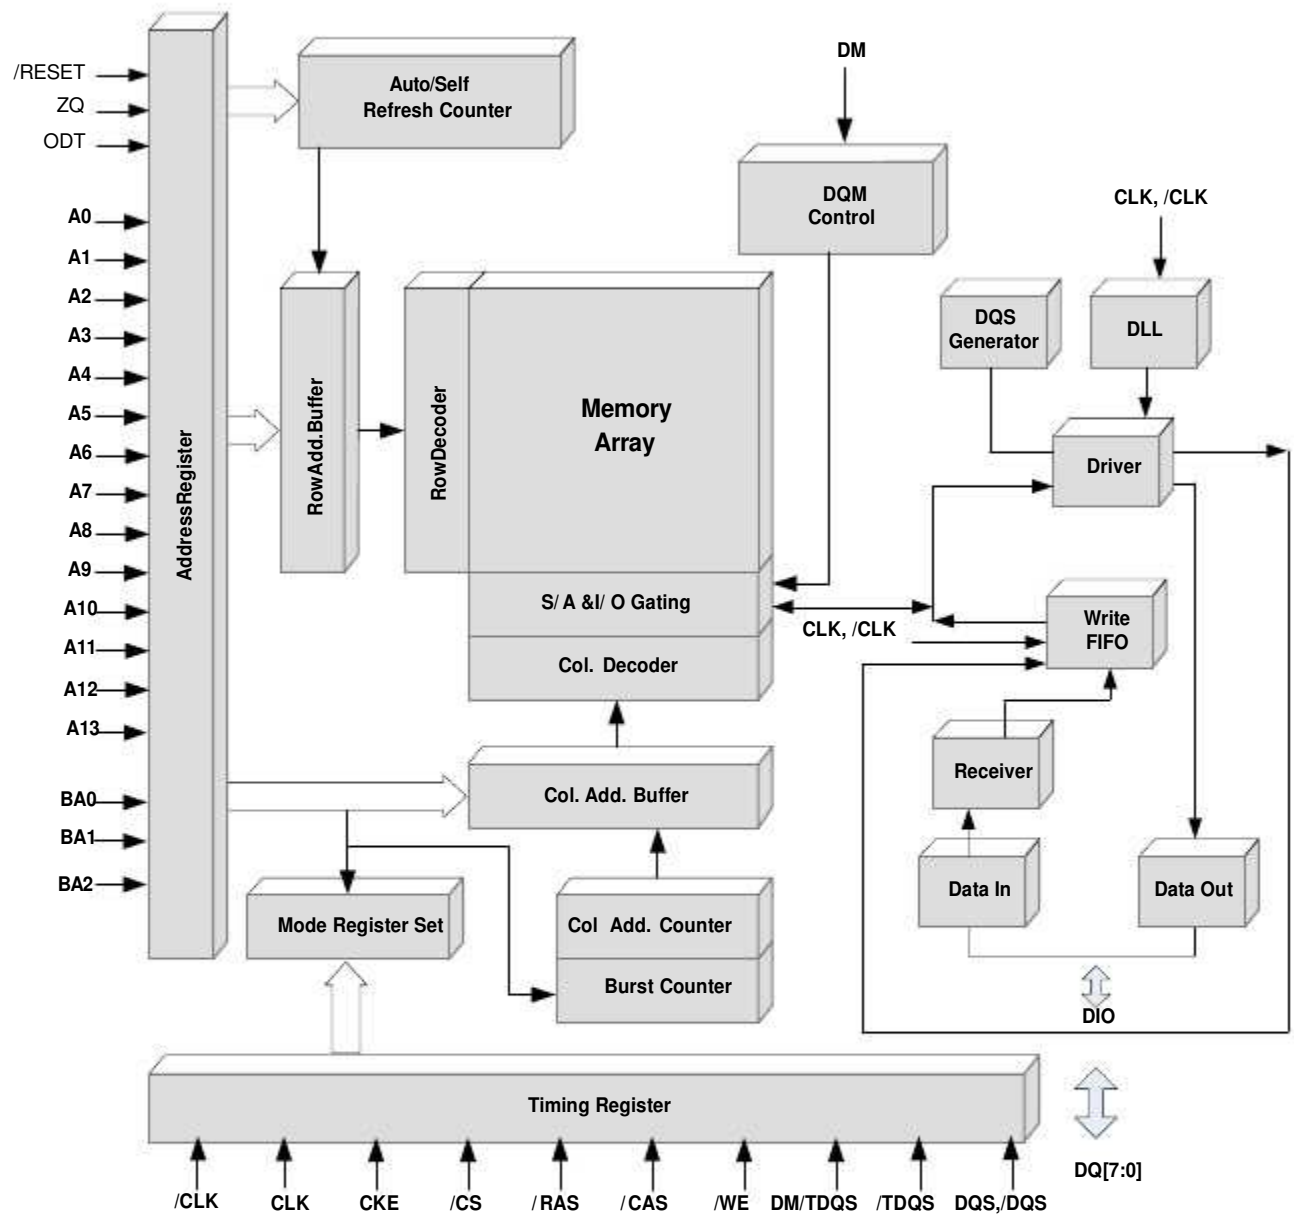 /RESET
ZQ
ODT
A0
A1
A2
A3
A4
A5
A6
A7
A8
A9
A10
A11
A12
A13
BA0
BA1
BA2
AddressRegister
Auto/Self
Refresh Counter
RowAdd.Buffer
RowDecoder
Memory
Array
S/ A &I/ O Gating
Col. Decoder
Col. Add. Buffer
Mode Register Set
Col Add. Counter
Burst Counter
DM
DQM
Control
CLK, /CLK
DQS
Generator
DLL
Driver
CLK, /CLK
Write
FIFO
Receiver
Data In
Data Out
DIO
Timing Register
DQ[7:0]
/CLK
CLK
CKE
/CS
/RAS
/CAS
/WE
DM/TDQS
/TDQS
DQS,/DQS